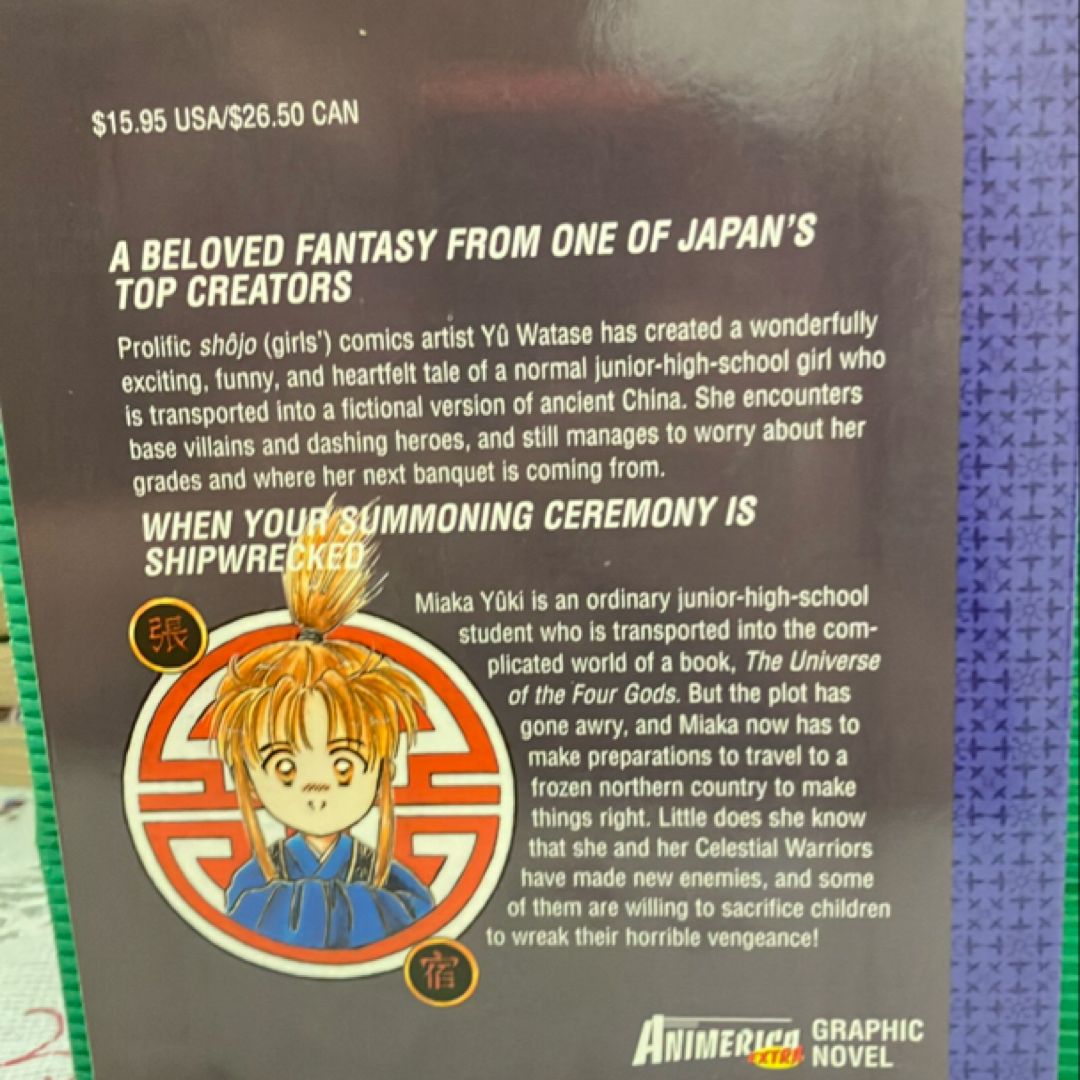 $15.95 USA/$26.50 CAN
A BELOVED FANTASY FROM ONE OF JAPAN'S
TOP CREATORS
Prolific shôjo (girls') comics artist Yû Watase has created a wonderfully
exciting, funny, and heartfelt tale of a normal junior-high-school girl who
is transported into a fictional version of ancient China. She encounters
base villains and dashing heroes, and still manages to worry about her
grades and where her next banquet is coming from.
WHEN YOUR SUMMONING CEREMONY IS
SHIPWRECKED
張
Miaka Yûki is an ordinary junior-high-school
student who is transported into the com-
plicated world of a book, The Universe
of the Four Gods. But the plot has
gone awry, and Miaka now has to
make preparations to travel to a
frozen northern country to make
things right. Little does she know
that she and her Celestial Warriors
have made new enemies, and some
of them are willing to sacrifice children
to wreak their horrible vengeance!
宿
ANIMERICA EXTRA GRAPHIC
NOVEL
2